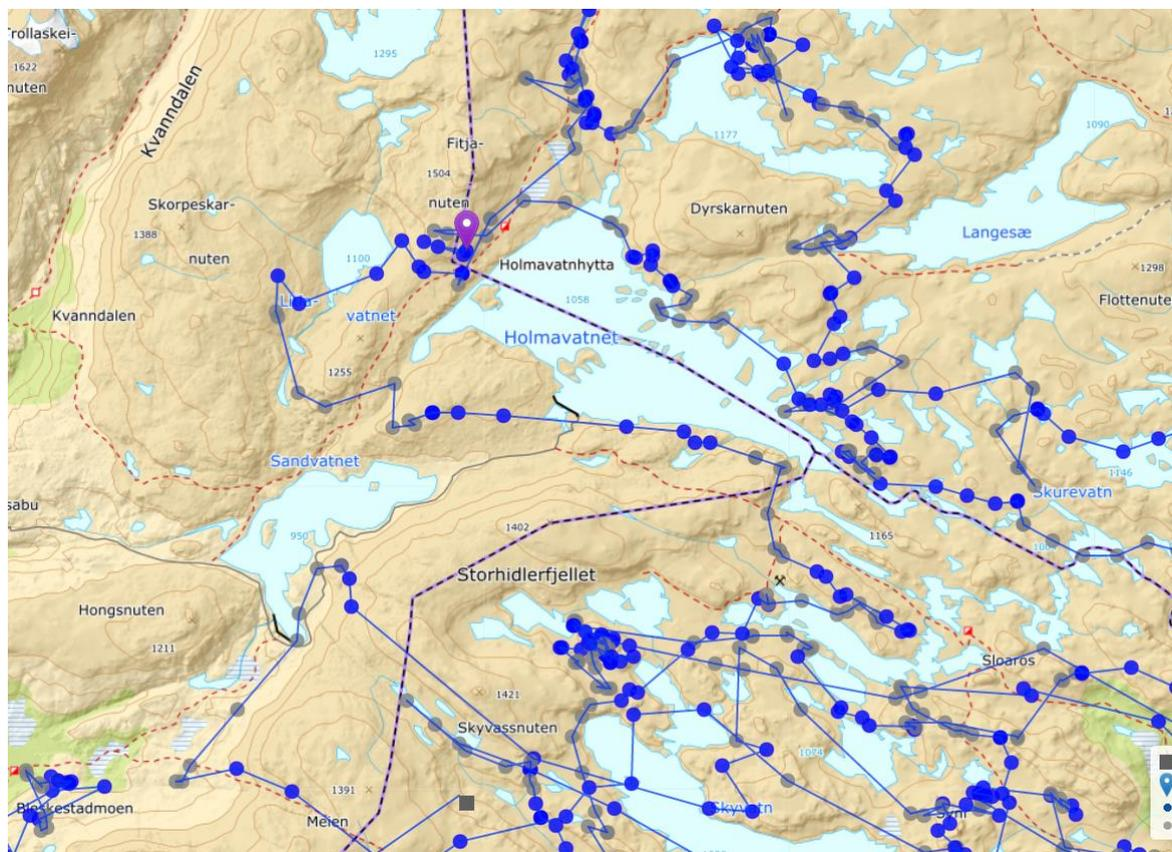 Trollaskei-
1622
nuten
1295
Kvanndalen
Fitja-
1504
nuten
1177
1090
Skorpeskar-
1388
nuten
Dyrskarnuten
Langesæ
1100
Holmavatnhytta
1298
Flottenute
Litla-
vatnet
1058
Kvanndalen
Holmavatnet
1255
Sandvatnet
1146
Skurevatn
sabu
950
1402
1165
Storhidlerfjellet
Hongsnuten
1211
Sloaros
1421
Skyvassnuten
1074
1391
Bleskestadmoen
Meien
Skyvatn